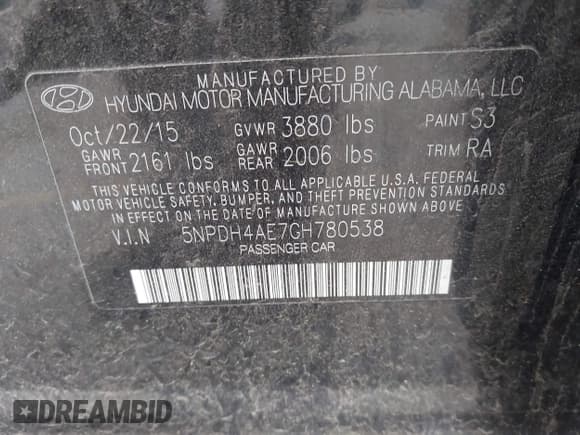 MANUFACTURED BY
HYUNDAI MOTOR MANUFACTURING ALABAMA, LLC
Oct/22/15 GVWR 3880 lbs PAINT S3
GAWR FRONT 2161 lbs GAWR REAR 2006 lbs TRIM RA
THIS VEHICLE CONFORMS TO ALL APPLICABLE U.S.A. FEDERAL
MOTOR VEHICLE SAFETY, BUMPER, AND THEFT PREVENTION STANDARDS
IN EFFECT ON THE DATE OF MANUFACTURE SHOWN ABOVE.
V.I.N 5NPDH4AE7GH780538
PASSENGER CAR
DREAMBID